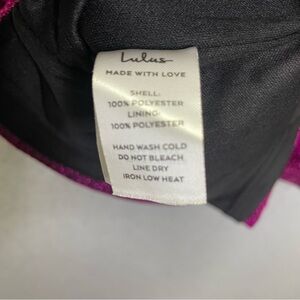 Lulus
MADE WITH LOVE
SHELL:
100% POLYESTER
LINING:
100% POLYESTER
HAND WASH COLD
DO NOT BLEACH
LINE DRY
IRON LOW HEAT